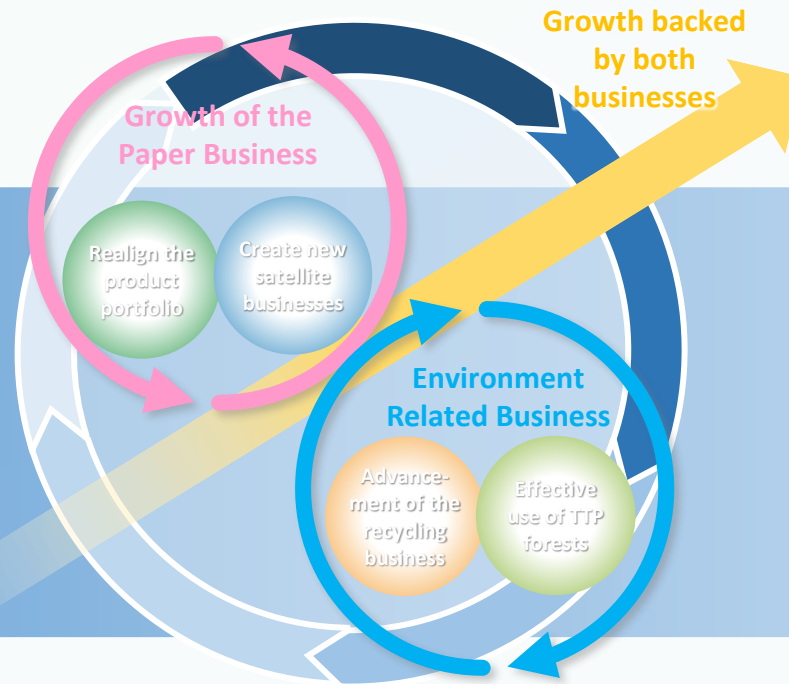 Growth backed
by both
businesses
Growth of the
Paper Business
Realign the
product
portfolio
Create new
satellite
businesses
Environment
Related Business
Advance-
ment of the
recycling
business
Effective
use of TTP
forests